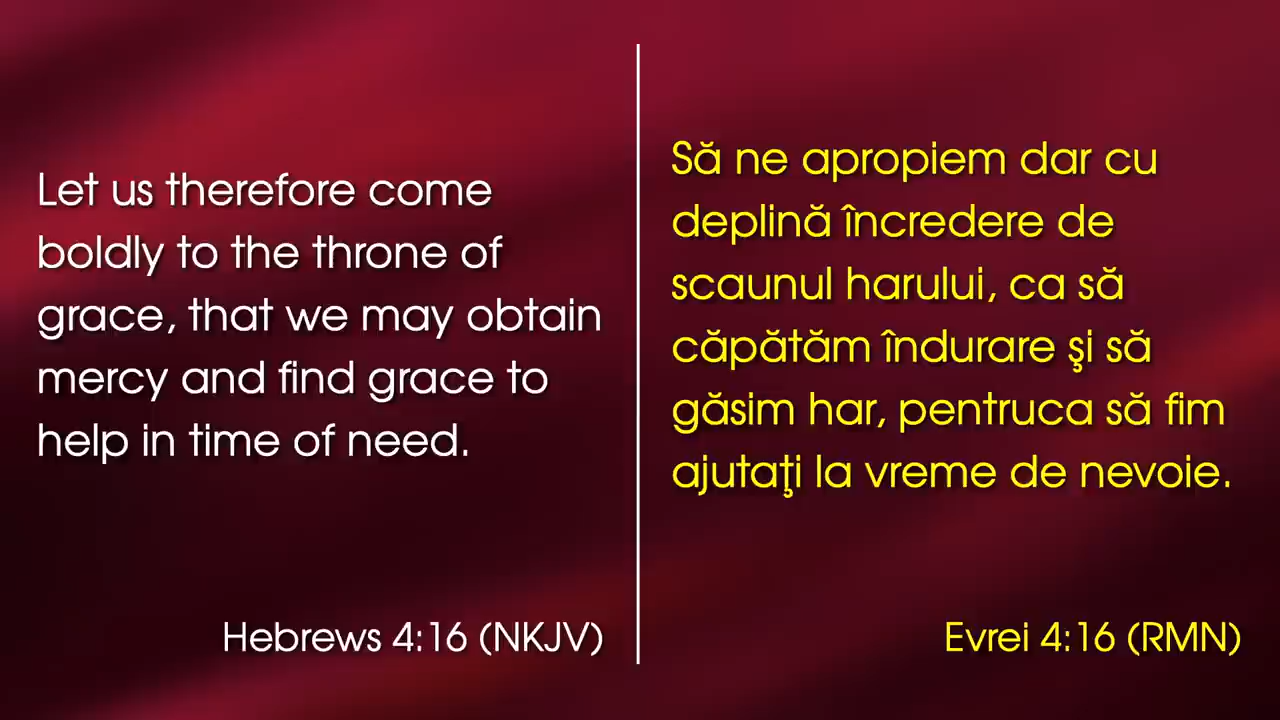 Let us therefore come
boldly to the throne of
grace, that we may obtain
mercy and find grace to
help in time of need.
Hebrews 4:16 (NKJV)
Să ne apropiem dar cu
deplină încredere de
scaunul harului, ca să
căpătăm îndurare şi să
găsim har, pentruca să fim
ajutaţi la vreme de nevoie.
Evrei 4:16 (RMN)